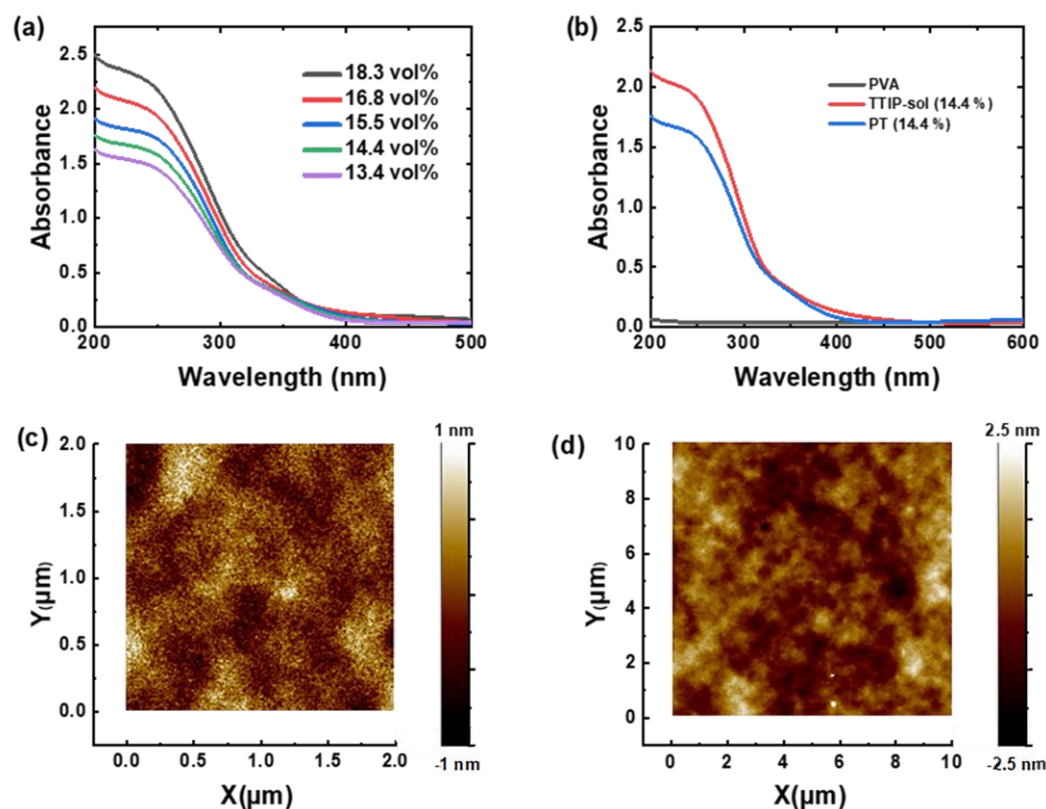 (a)
2.5
2.0
1.5
1.0
0.5
0.0
200
300
400
500
Absorbance
Wavelength (nm)
18.3 vol%
16.8 vol%
15.5 vol%
14.4 vol%
13.4 vol%
(b)
2.5
2.0
1.5
1.0
0.5
0.0
200
300
400
500
600
Absorbance
Wavelength (nm)
PVA
TTIP-sol (14.4 %)
PT (14.4 %)
(c)
2.0
1.5
1.0
0.5
0.0
0.0
0.5
1.0
1.5
2.0
Y(μm)
X(μm)
1 nm
-1 nm
(d)
10
8
6
4
2
0
0
2
4
6
8
10
Y(μm)
X(μm)
2.5 nm
-2.5 nm